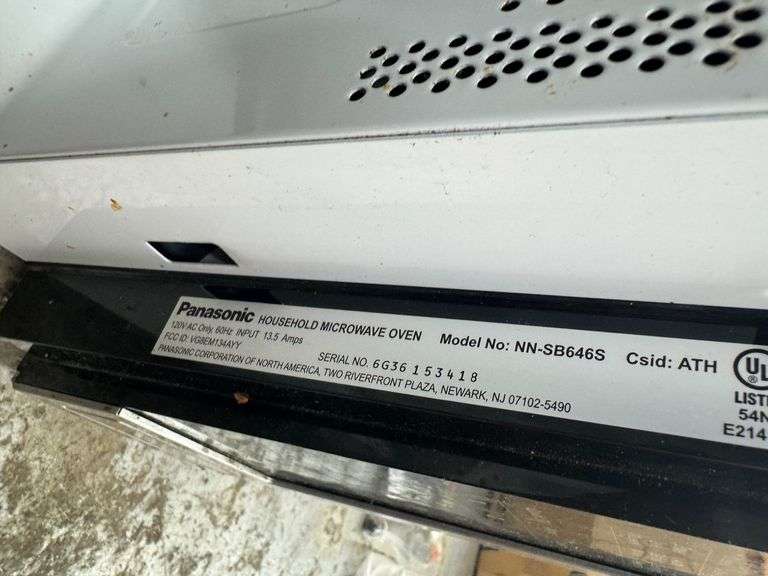 Panasonic HOUSEHOLD MICROWAVE OVEN Model No: NN-SB646S Csid: ATH
120V AC Only, 60Hz INPUT 13.5 Amps
FCC ID: VG8EM134AYY
SERIAL NO. 6G36153418
PANASONIC CORPORATION OF NORTH AMERICA, TWO RIVERFRONT PLAZA, NEWARK, NJ 07102-5490
UL
LISTE
54N
E214